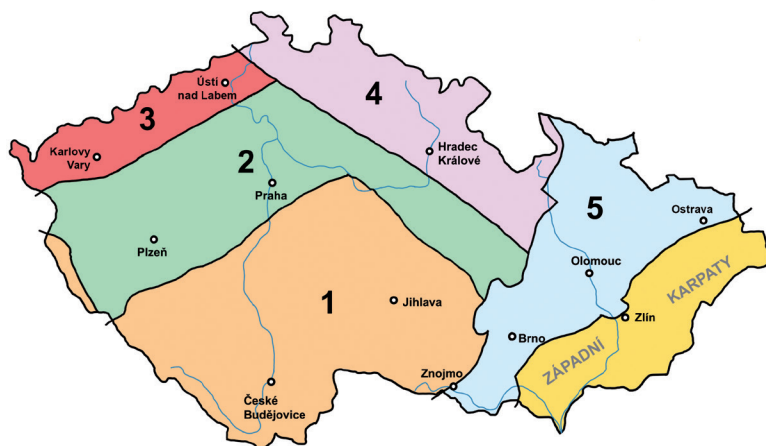 Ústí
nad Labem
3
Karlovy
Vary
4
Hradec
Králové
2
Praha
Plzeň
5
Ostrava
Olomouc
KARPATY
ZÁPADNÍ
Zlín
Brno
1
Jihlava
Znojmo
České
Budějovice